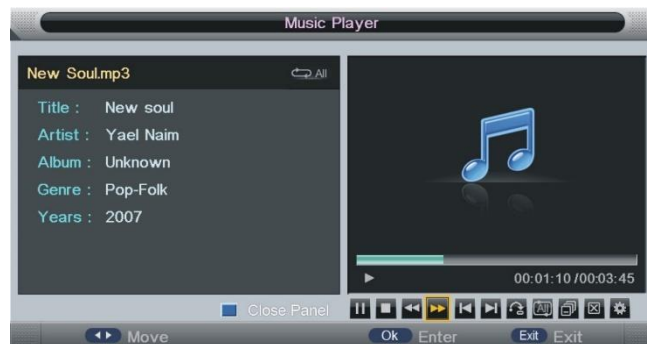 Music Player
New Soul.mp3 All
Title : New soul
Artist : Yael Naim
Album : Unknown
Genre : Pop-Folk
Years : 2007
00:01:10 /00:03:45
Close Panel All
Move Ok Enter Exit Exit